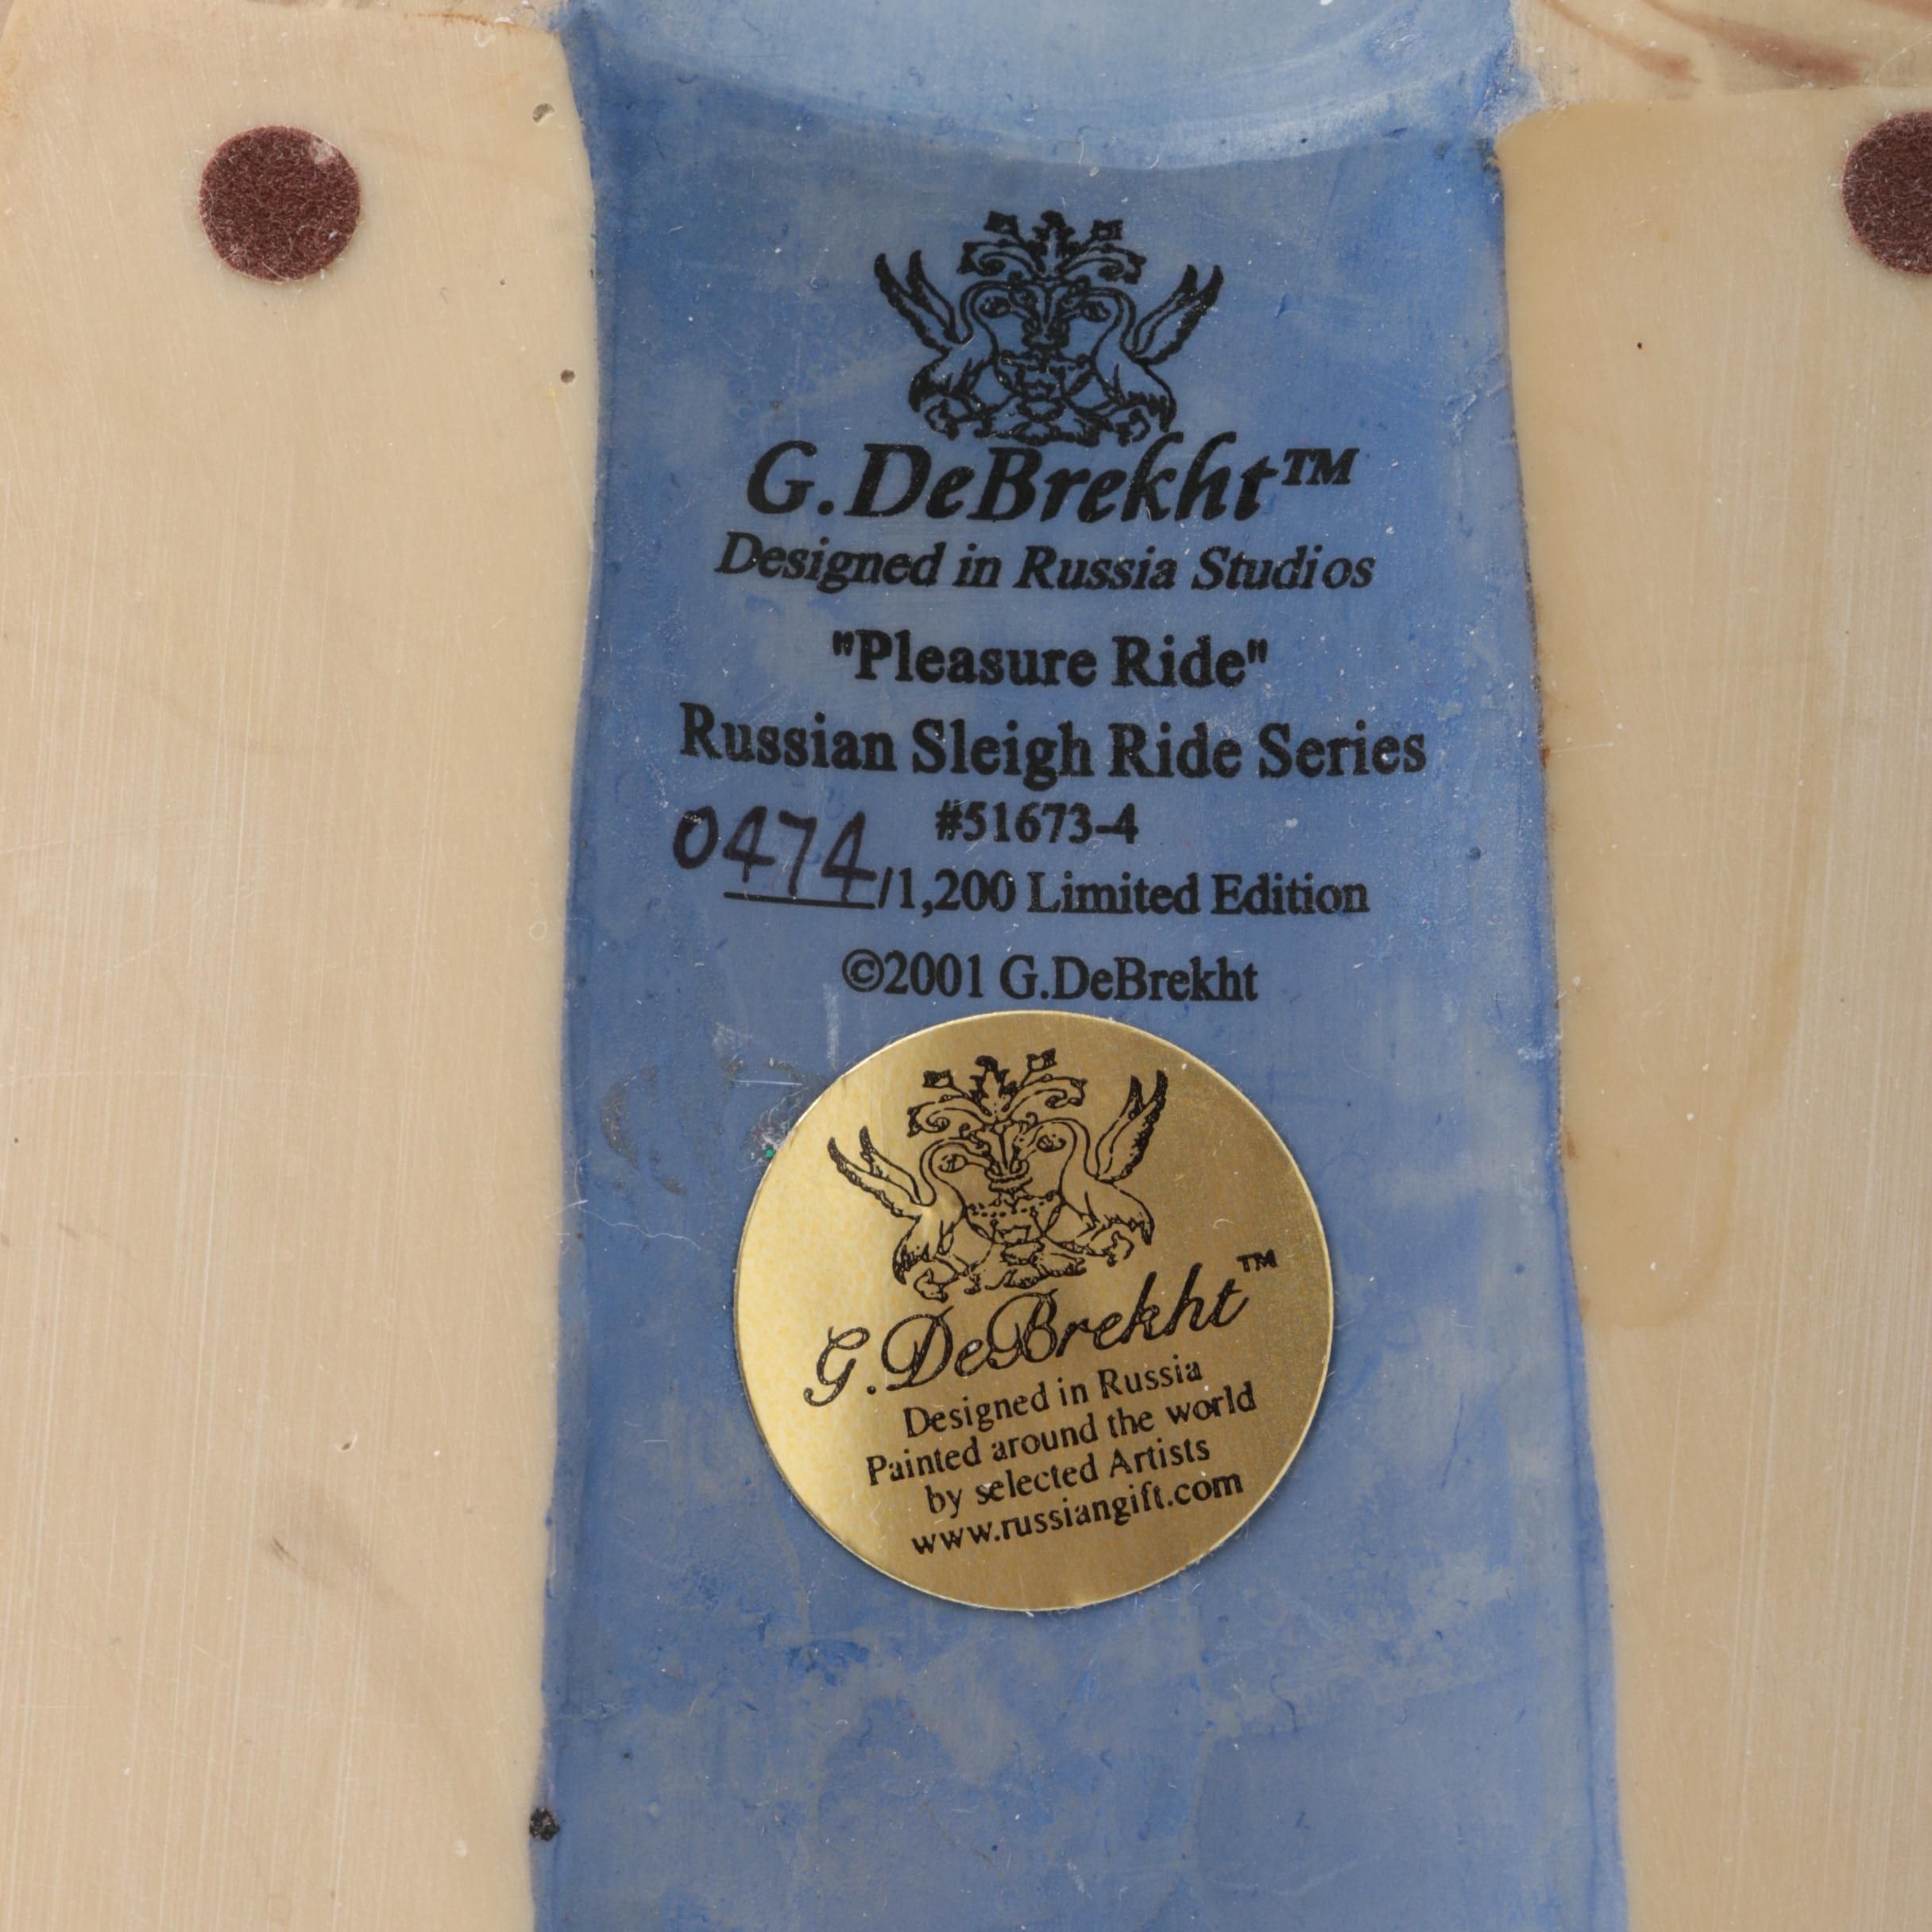 G.DeBrekht™
Designed in Russia Studios
"Pleasure Ride"
Russian Sleigh Ride Series
#51673-4
0474/1,200 Limited Edition
©2001 G.DeBrekht
G.DeBrekht™
Designed in Russia
Painted around the world
by selected Artists
www.russiangift.com